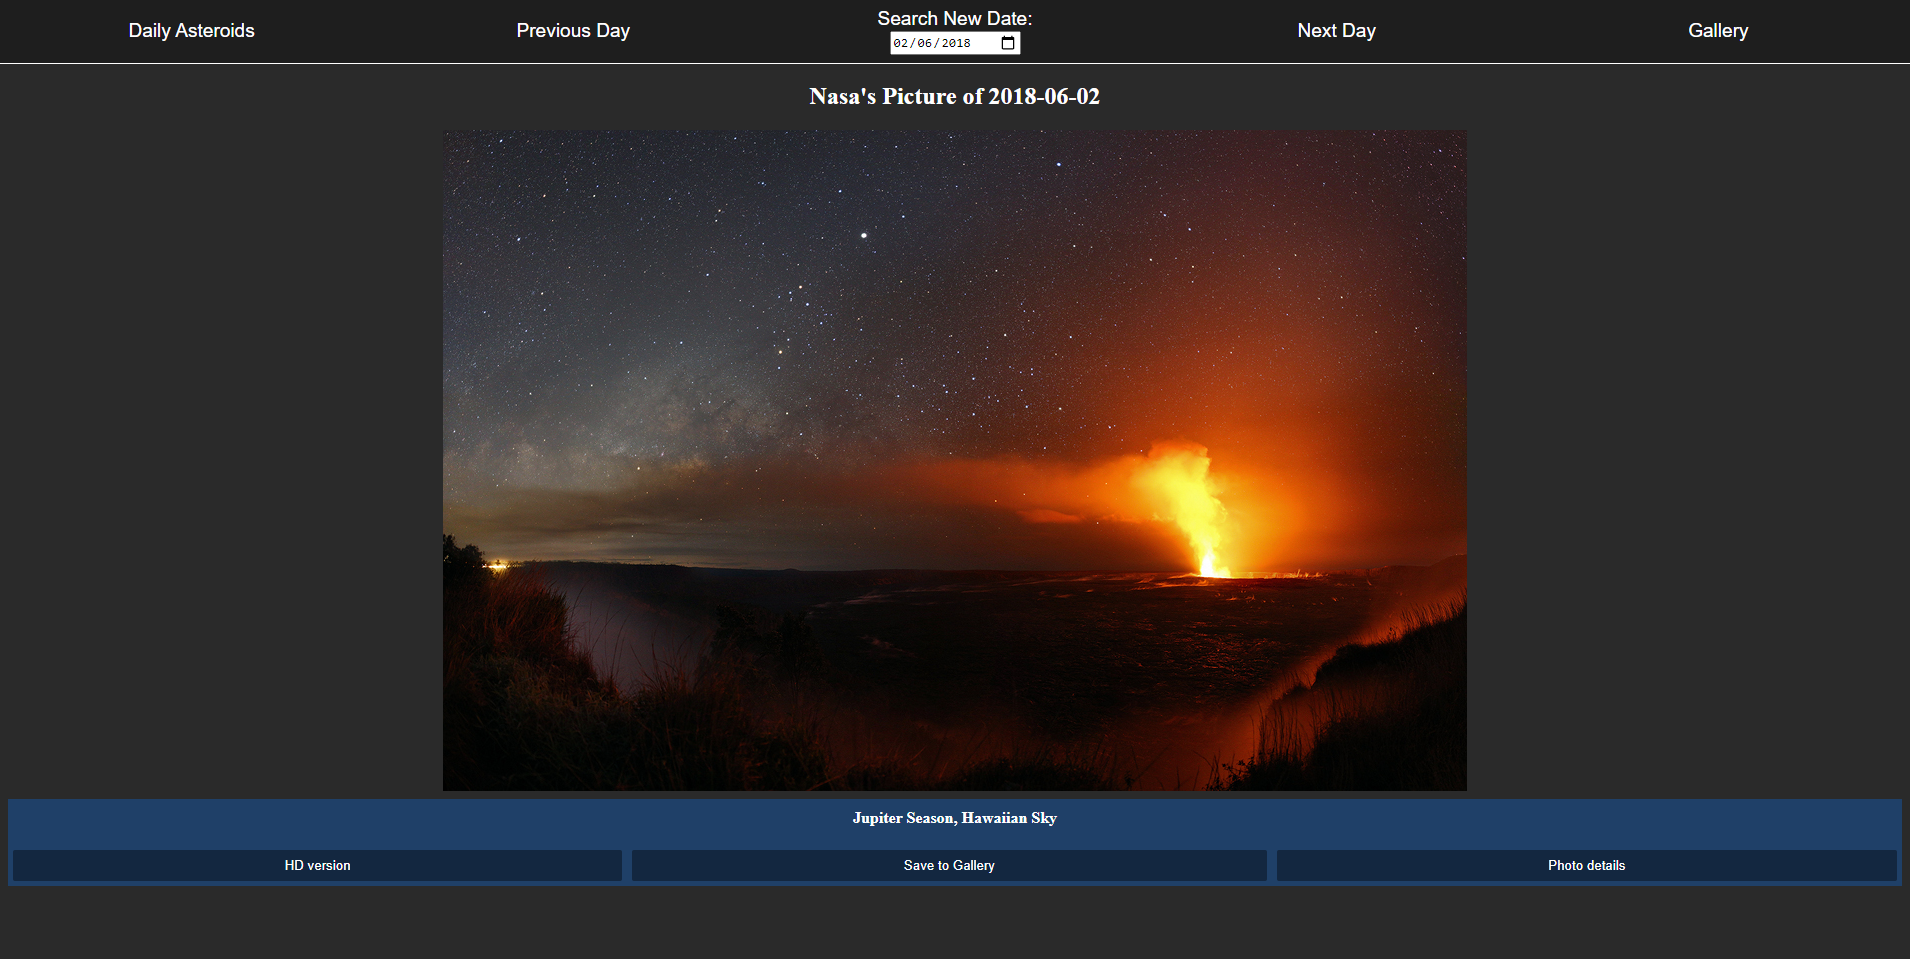 Daily Asteroids
Previous Day
Search New Date:
02/06/2018
Next Day
Gallery
Nasa's Picture of 2018-06-02
Jupiter Season, Hawaiian Sky
HD version
Save to Gallery
Photo details